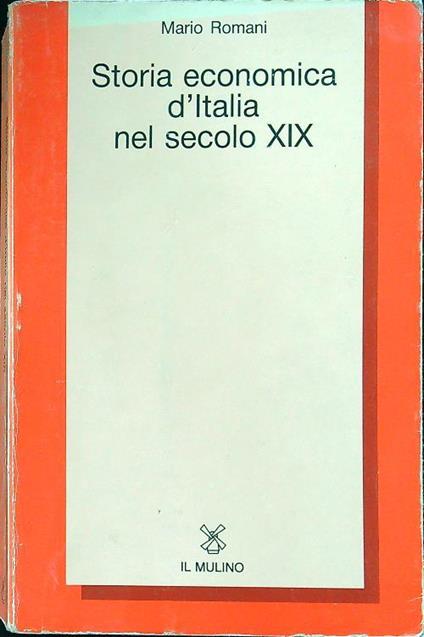 Mario Romani
Storia economica
d'Italia
nel secolo XIX
IL MULINO